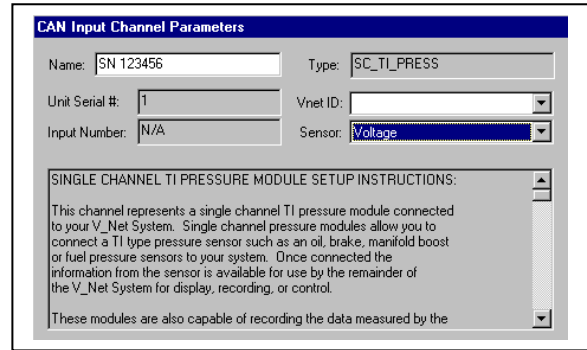 CAN Input Channel Parameters
Name: SN 123456 Type: SC_TI_PRESS
Unit Serial #: 1 Vnet ID:
Input Number: N/A Sensor: Voltage
SINGLE CHANNEL TI PRESSURE MODULE SETUP INSTRUCTIONS:
This channel represents a single channel TI pressure module connected
to your V_Net System. Single channel pressure modules allow you to
connect a TI type pressure sensor such as an oil, brake, manifold boost
or fuel pressure sensors to your system. Once connected the
information from the sensor is available for use by the remainder of
the V_Net System for display, recording, or control.
These modules are also capable of recording the data measured by the